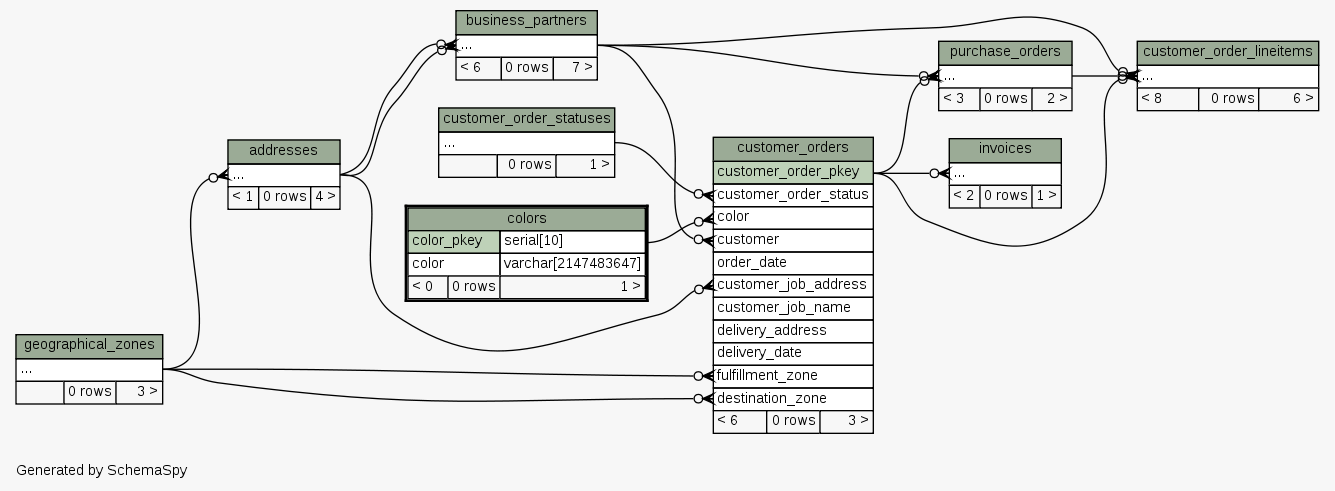 business_partners
...
< 6 0 rows 7 >
purchase_orders
...
< 3 0 rows 2 >
customer_order_lineitems
...
< 8 0 rows 6 >
customer_order_statuses
...
0 rows 1 >
addresses
...
< 1 0 rows 4 >
customer_orders
customer_order_pkey
customer_order_status
color
customer
order_date
customer_job_address
customer_job_name
delivery_address
delivery_date
fulfillment_zone
destination_zone
< 6 0 rows 3 >
invoices
...
< 2 0 rows 1 >
colors
color_pkey serial[10]
color varchar[2147483647]
< 0 0 rows 1 >
geographical_zones
...
0 rows 3 >
Generated by SchemaSpy